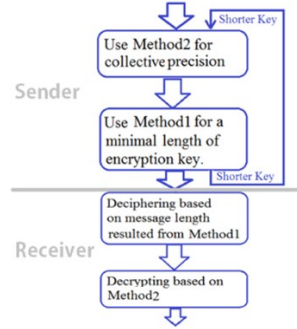 Shorter Key
Use Method2 for
collective precision
Sender
Use Method1 for a
minimal length of
encryption key.
Shorter Key
Deciphering based
on message length
resulted from Method1
Receiver
Decrypting based on
Method2